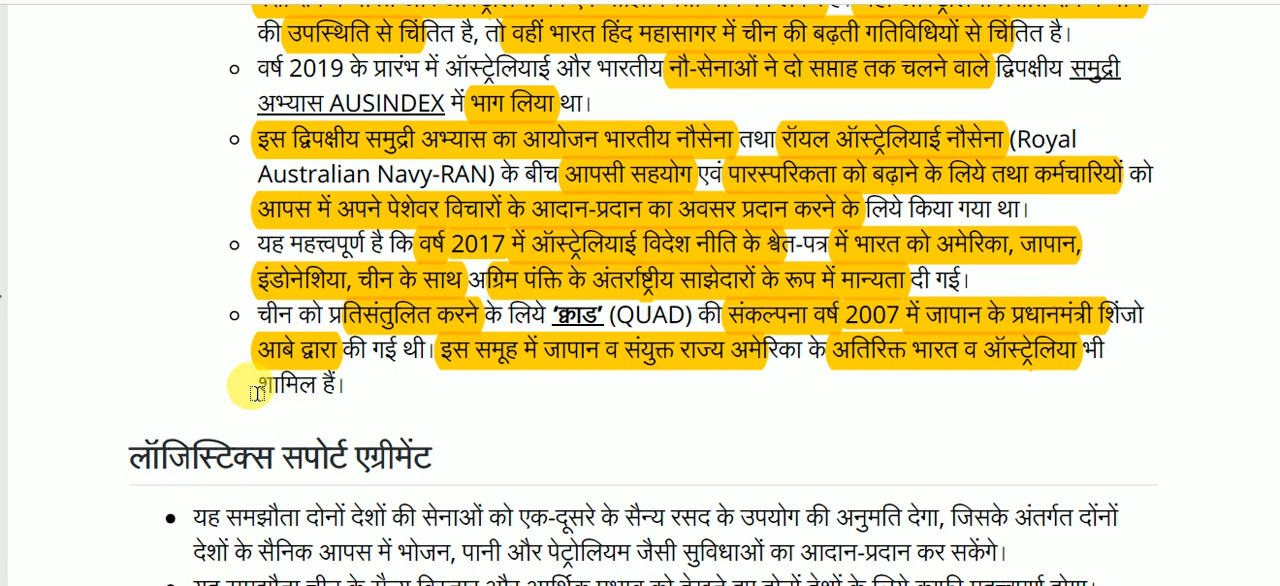 की उपस्थिति से चिंतित है, तो वहीं भारत हिंद महासागर में चीन की बढ़ती गतिविधियों से चिंतित है।
वर्ष 2019 के प्रारंभ में ऑस्ट्रेलियाई और भारतीय नौ-सेनाओं ने दो सप्ताह तक चलने वाले द्विपक्षीय समुद्री
अभ्यास AUSINDEX में भाग लिया था।
इस द्विपक्षीय समुद्री अभ्यास का आयोजन भारतीय नौसेना तथा रॉयल ऑस्ट्रेलियाई नौसेना (Royal
Australian Navy-RAN) के बीच आपसी सहयोग एवं पारस्परिकता को बढ़ाने के लिये तथा कर्मचारियों को
आपस में अपने पेशेवर विचारों के आदान-प्रदान का अवसर प्रदान करने के लिये किया गया था।
यह महत्त्वपूर्ण है कि वर्ष 2017 में ऑस्ट्रेलियाई विदेश नीति के श्वेत-पत्र में भारत को अमेरिका, जापान,
इंडोनेशिया, चीन के साथ अग्रिम पंक्ति के अंतर्राष्ट्रीय साझेदारों के रूप में मान्यता दी गई।
चीन को प्रतिसंतुलित करने के लिये ‘क्वाड’ (QUAD) की संकल्पना वर्ष 2007 में जापान के प्रधानमंत्री शिंजो
आबे द्वारा की गई थी। इस समूह में जापान व संयुक्त राज्य अमेरिका के अतिरिक्त भारत व ऑस्ट्रेलिया भी
शामिल हैं।
लॉजिस्टिक्स सपोर्ट एग्रीमेंट
यह समझौता दोनों देशों की सेनाओं को एक-दूसरे के सैन्य रसद के उपयोग की अनुमति देगा, जिसके अंतर्गत दोंनों
देशों के सैनिक आपस में भोजन, पानी और पेट्रोलियम जैसी सुविधाओं का आदान-प्रदान कर सकेंगे।